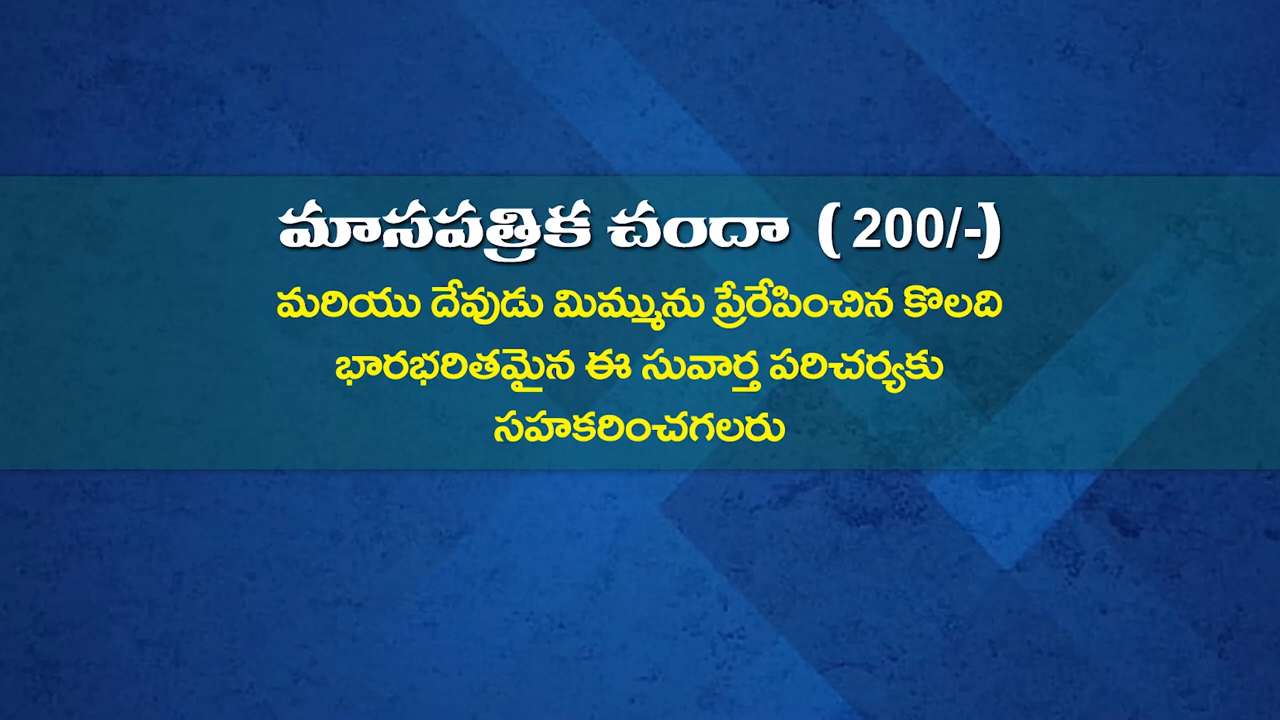 మాసపత్రిక చందా ( 200/-)
మరియు దేవుడు మిమ్మును ప్రేరేపించిన కొలది
భారభరితమైన ఈ సువార్త పరిచర్యకు
సహకరించగలరు